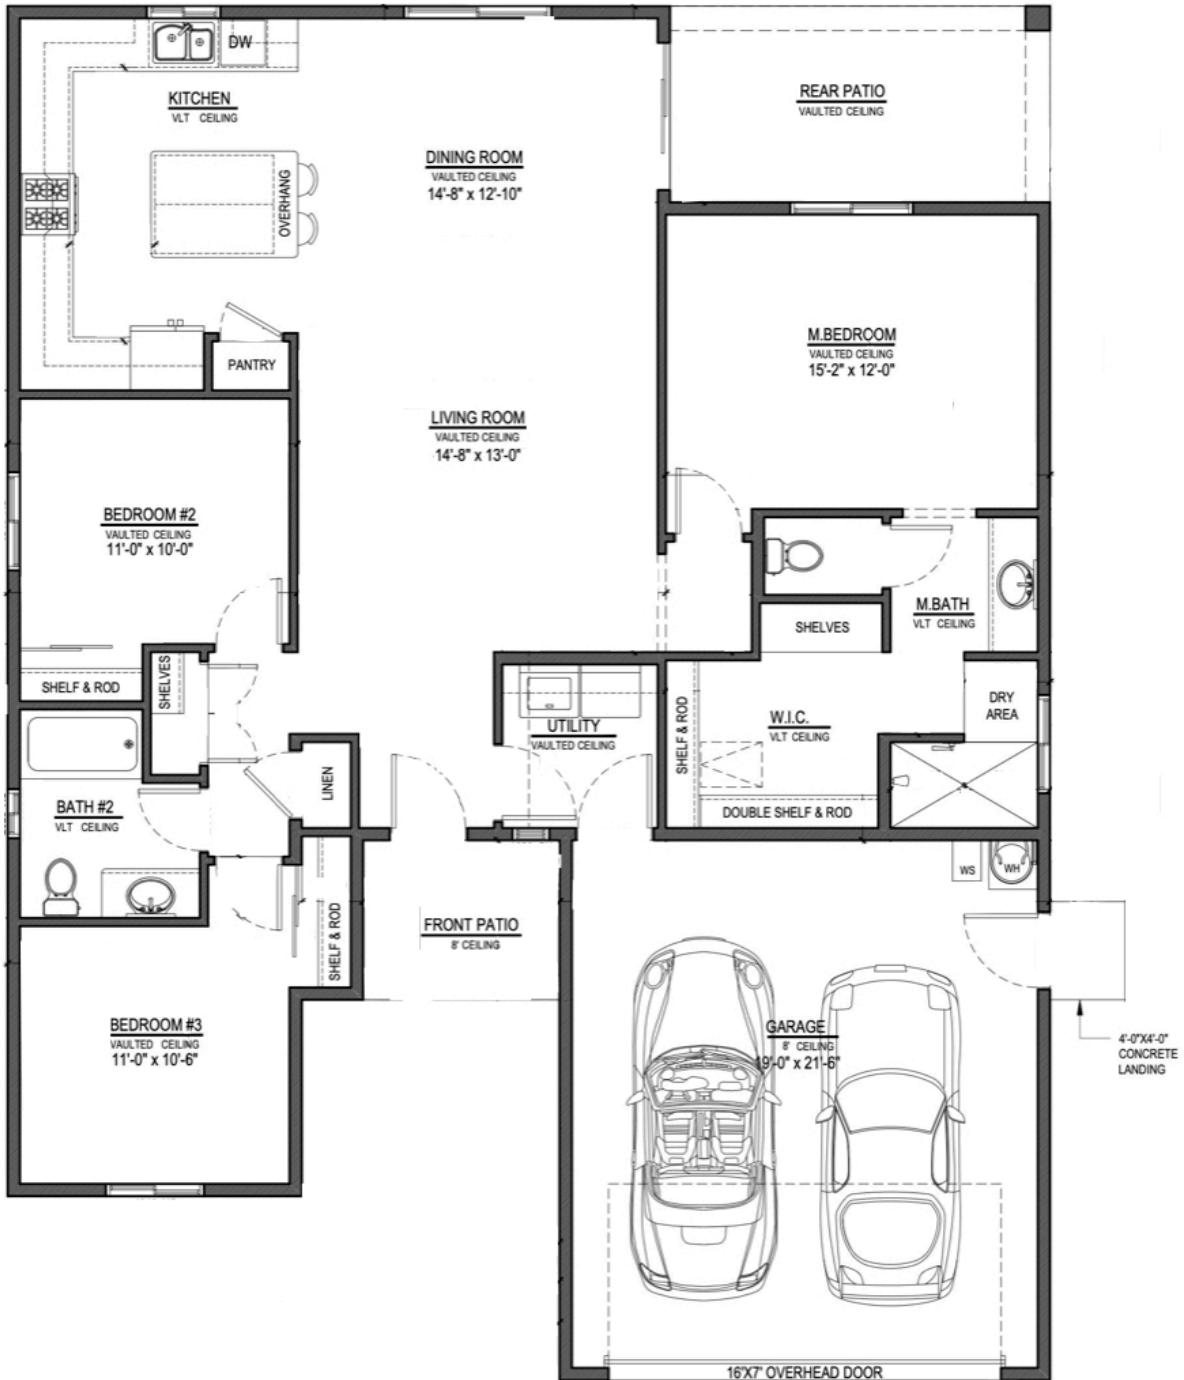 DW
KITCHEN
VLT CEILING
OVERHANG
DINING ROOM
VAULTED CEILING
14'-8" x 12'-10"
REAR PATIO
VAULTED CEILING
M.BEDROOM
VAULTED CEILING
15'-2" x 12'-0"
PANTRY
LIVING ROOM
VAULTED CEILING
14'-8" x 13'-0"
BEDROOM #2
VAULTED CEILING
11'-0" x 10'-0"
SHELF & ROD
SHELVES
M.BATH
VLT CEILING
SHELVES
UTILITY
VAULTED CEILING
SHELF & ROD
W.I.C.
VLT CEILING
DRY
AREA
DOUBLE SHELF & ROD
LINEN
BATH #2
VLT CEILING
WS
WH
SHELF & ROD
FRONT PATIO
8' CEILING
BEDROOM #3
VAULTED CEILING
11'-0" x 10'-6"
GARAGE
8' CEILING
19'-0" x 21'-6"
4'-0"X4'-0"
CONCRETE
LANDING
16'X7' OVERHEAD DOOR